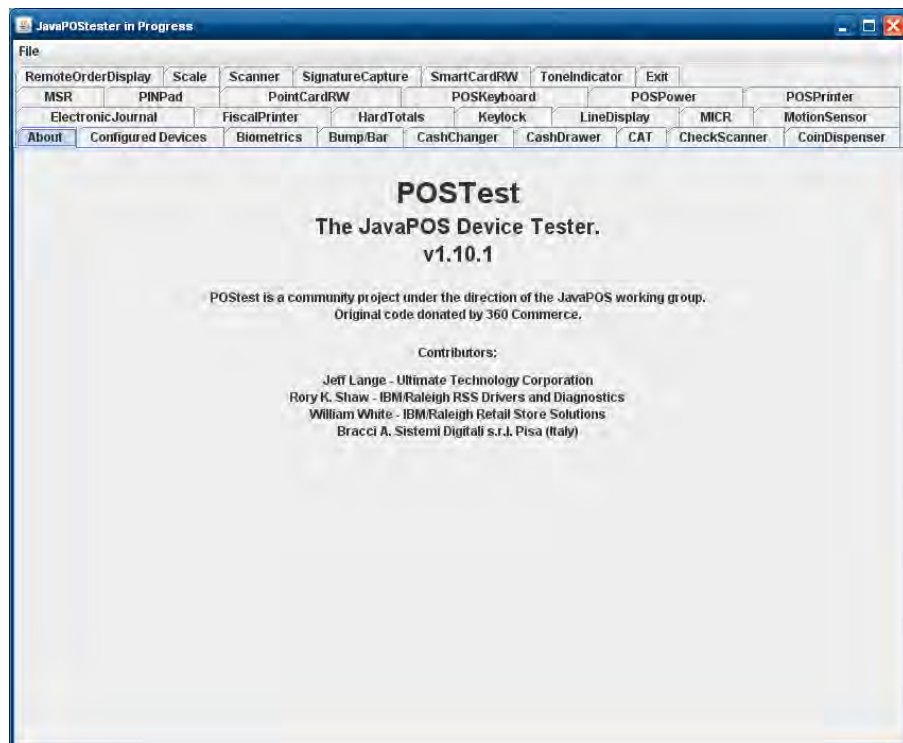 JavaPOStester in Progress
File
RemoteOrderDisplay Scale Scanner SignatureCapture SmartCardRW ToneIndicator Exit
MSR PINPad PointCardRW POSKeyboard POSPower POSPrinter
ElectronicJournal FiscalPrinter HardTotals Keylock LineDisplay MICR MotionSensor
About Configured Devices Biometrics Bump/Bar CashChanger CashDrawer CAT CheckScanner CoinDispenser
POSTest
The JavaPOS Device Tester.
v1.10.1
POStest is a community project under the direction of the JavaPOS working group.
Original code donated by 360 Commerce.
Contributors:
Jeff Lange - Ultimate Technology Corporation
Rory K. Shaw - IBM/Raleigh RSS Drivers and Diagnostics
William White - IBM/Raleigh Retail Store Solutions
Bracci A. Sistemi Digitali s.r.l. Pisa (Italy)